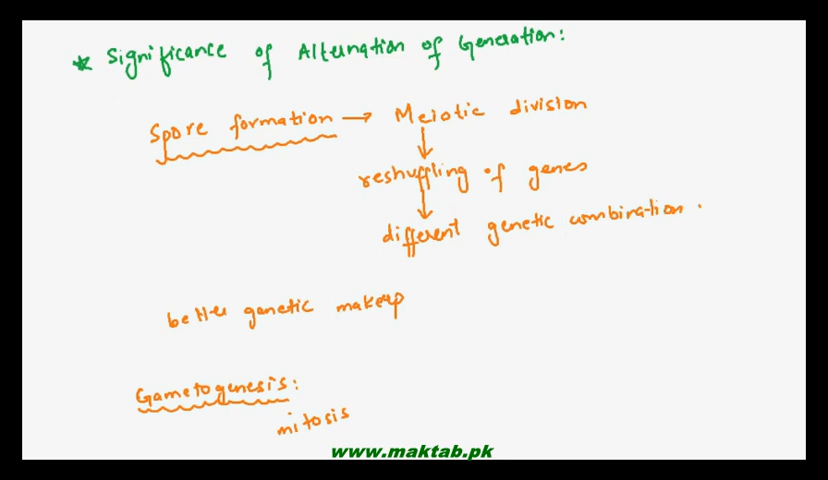 * Significance of Alternation of Generation:
Spore formation → Meiotic division
↓
reshuffling of genes
↓
different genetic combination.
better genetic makeup
Gametogenesis:
mitosis
www.maktab.pk